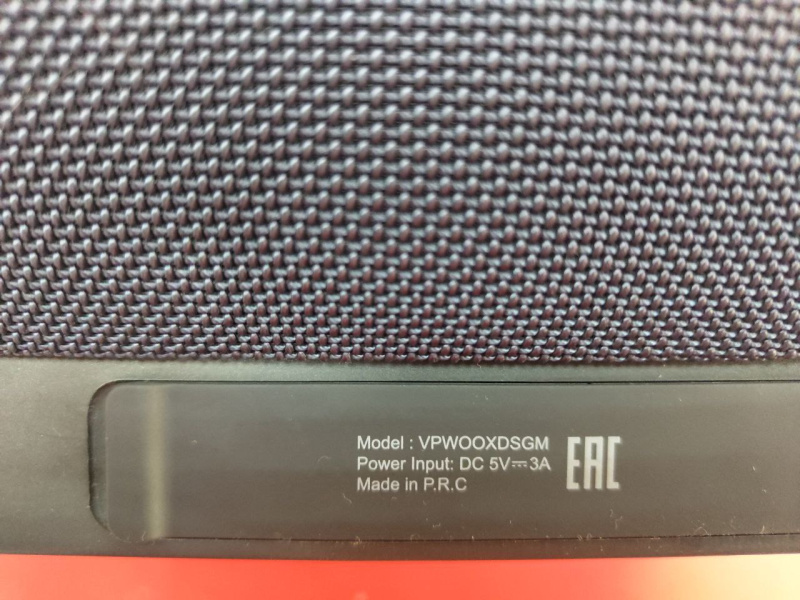 Model : VPWOOXDSGM
Power Input: DC 5V⎓3A
Made in P.R.C
EAC